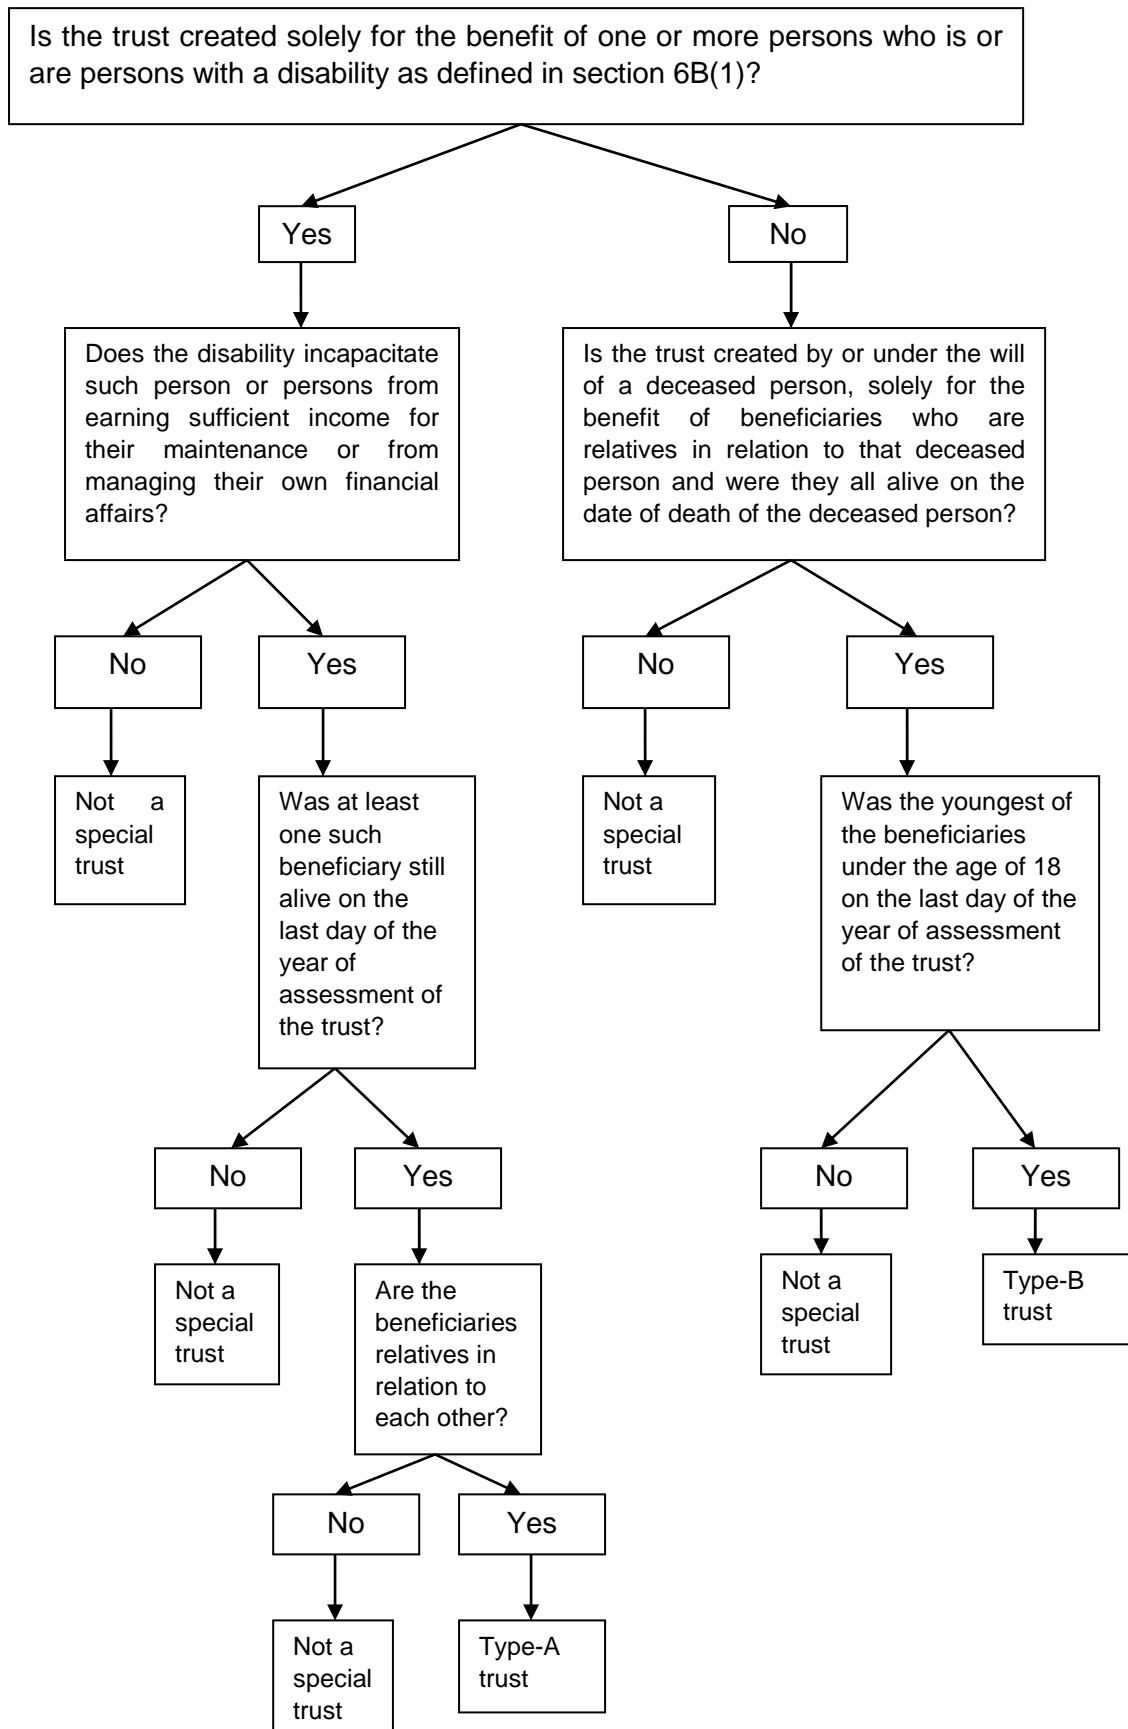 Is the trust created solely for the benefit of one or more persons who is or
are persons with a disability as defined in section 6B(1)?
Yes
No
Does the disability incapacitate
such person or persons from
earning sufficient income for
their maintenance or from
managing their own financial
affairs?
Is the trust created by or under the will
of a deceased person, solely for the
benefit of beneficiaries who are
relatives in relation to that deceased
person and were they all alive on the
date of death of the deceased person?
No
Yes
No
Yes
Not a
special
trust
Was at least
one such
beneficiary still
alive on the
last day of the
year of
assessment of
the trust?
Not a
special
trust
Was the youngest of
the beneficiaries
under the age of 18
on the last day of the
year of assessment
of the trust?
No
Yes
No
Yes
Not a
special
trust
Are the
beneficiaries
relatives in
relation to
each other?
Not a
special
trust
Type-B
trust
No
Yes
Not a
special
trust
Type-A
trust